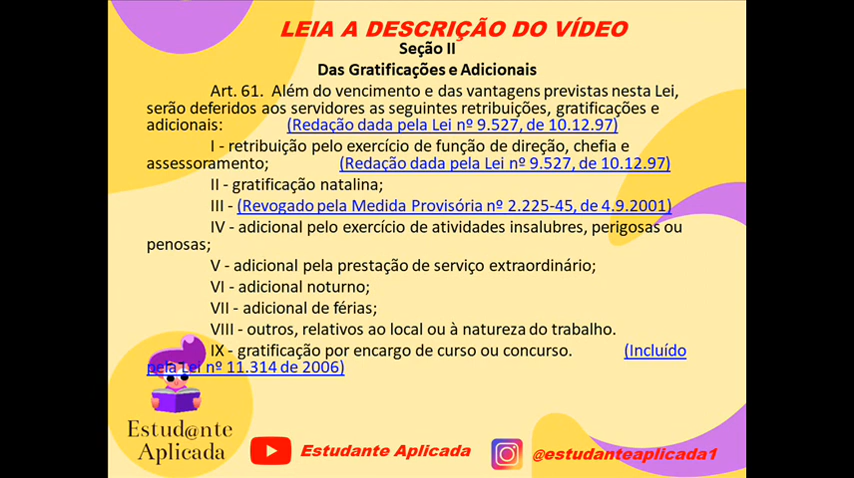 LEIA A DESCRIÇÃO DO VÍDEO
Seção II
Das Gratificações e Adicionais
Art. 61. Além do vencimento e das vantagens previstas nesta Lei,
serão deferidos aos servidores as seguintes retribuições, gratificações e
adicionais: (Redação dada pela Lei nº 9.527, de 10.12.97)
I - retribuição pelo exercício de função de direção, chefia e
assessoramento; (Redação dada pela Lei nº 9.527, de 10.12.97)
II - gratificação natalina;
III - (Revogado pela Medida Provisória nº 2.225-45, de 4.9.2001)
IV - adicional pelo exercício de atividades insalubres, perigosas ou
penosas;
V - adicional pela prestação de serviço extraordinário;
VI - adicional noturno;
VII - adicional de férias;
VIII - outros, relativos ao local ou à natureza do trabalho.
IX - gratificação por encargo de curso ou concurso. (Incluído
pela Lei nº 11.314 de 2006)
Estud@nte
Aplicada
Estudante Aplicada
@estudanteaplicada1